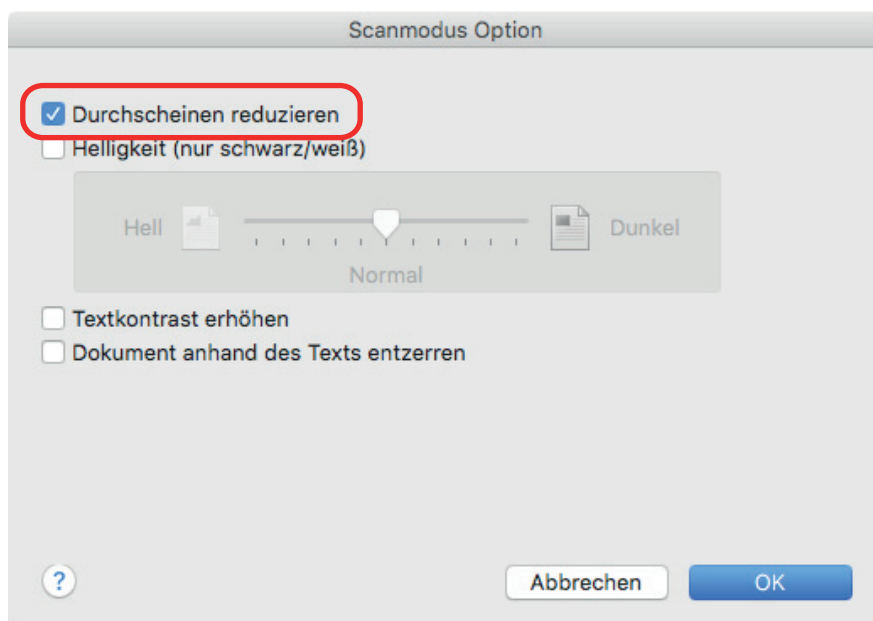 Scanmodus Option
Durchscheinen reduzieren
Helligkeit (nur schwarz/weiß)
Hell Dunkel
Normal
Textkontrast erhöhen
Dokument anhand des Texts entzerren
? Abbrechen OK